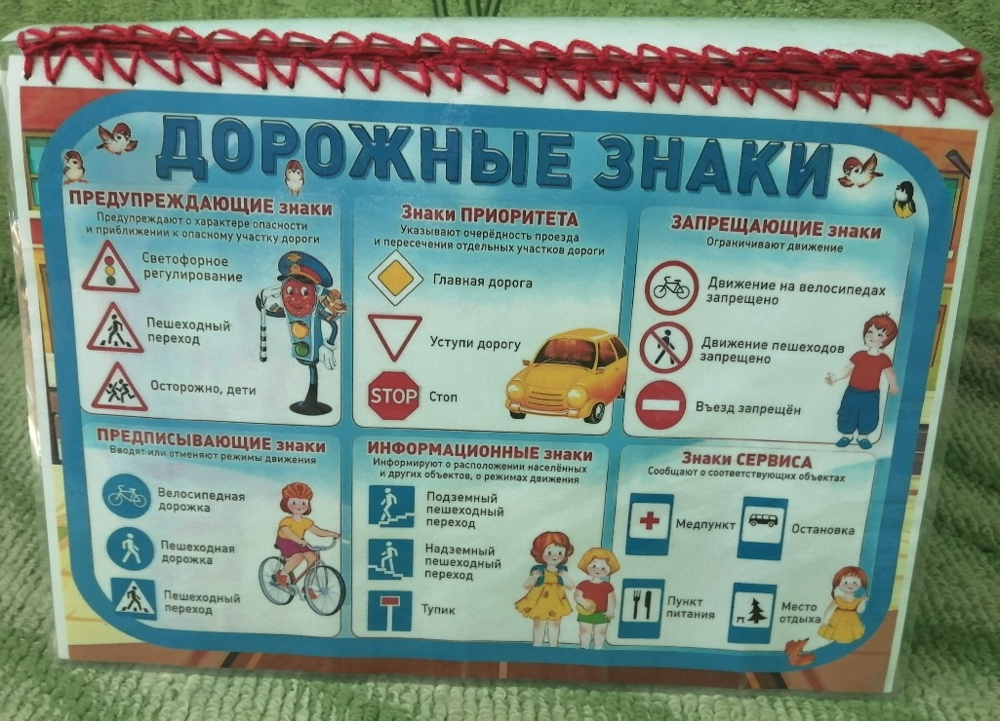 ДОРОЖНЫЕ ЗНАКИ
ПРЕДУПРЕЖДАЮЩИЕ знаки
Предупреждают о характере опасности
и приближении к опасному участку дороги
Светофорное
регулирование
Пешеходный
переход
Осторожно, дети
Знаки ПРИОРИТЕТА
Указывают очерёдность проезда
и пересечения отдельных участков дороги
Главная дорога
Уступи дорогу
STOP
Стоп
ЗАПРЕЩАЮЩИЕ знаки
Ограничивают движение
Движение на велосипедах
запрещено
Движение пешеходов
запрещено
Въезд запрещён
ПРЕДПИСЫВАЮЩИЕ знаки
Вводят или отменяют режимы движения
Велосипедная
дорожка
Пешеходная
дорожка
Пешеходный
переход
ИНФОРМАЦИОННЫЕ знаки
Информируют о расположении населённых
и других объектов, о режимах движения
Подземный
пешеходный
переход
Надземный
пешеходный
переход
Тупик
Знаки СЕРВИСА
Сообщают о соответствующих объектах
Медпункт
Остановка
Пункт
питания
Место
отдыха